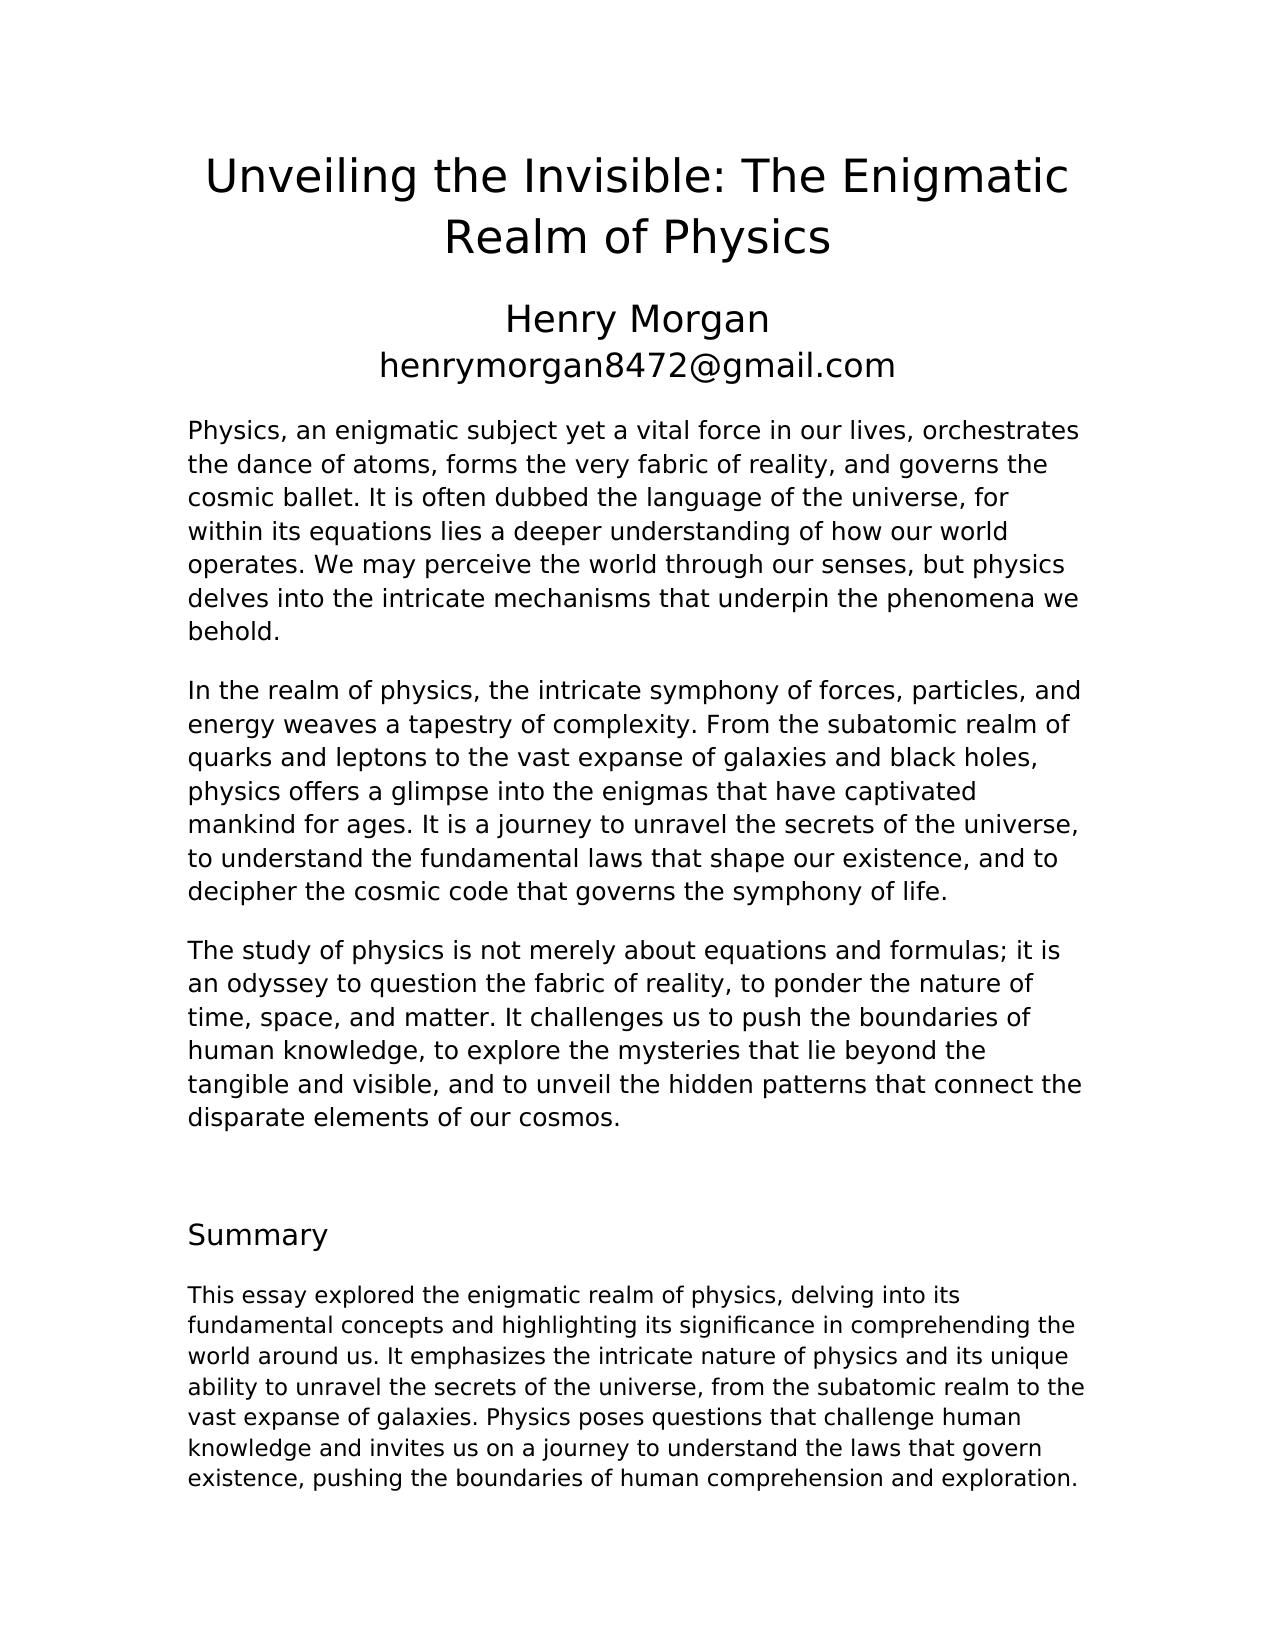 Unveiling the Invisible: The Enigmatic
Realm of Physics
Henry Morgan
henrymorgan8472@gmail.com
Physics, an enigmatic subject yet a vital force in our lives, orchestrates
the dance of atoms, forms the very fabric of reality, and governs the
cosmic ballet. It is often dubbed the language of the universe, for
within its equations lies a deeper understanding of how our world
operates. We may perceive the world through our senses, but physics
delves into the intricate mechanisms that underpin the phenomena we
behold.
In the realm of physics, the intricate symphony of forces, particles, and
energy weaves a tapestry of complexity. From the subatomic realm of
quarks and leptons to the vast expanse of galaxies and black holes,
physics offers a glimpse into the enigmas that have captivated
mankind for ages. It is a journey to unravel the secrets of the universe,
to understand the fundamental laws that shape our existence, and to
decipher the cosmic code that governs the symphony of life.
The study of physics is not merely about equations and formulas; it is
an odyssey to question the fabric of reality, to ponder the nature of
time, space, and matter. It challenges us to push the boundaries of
human knowledge, to explore the mysteries that lie beyond the
tangible and visible, and to unveil the hidden patterns that connect the
disparate elements of our cosmos.
Summary
This essay explored the enigmatic realm of physics, delving into its
fundamental concepts and highlighting its significance in comprehending the
world around us. It emphasizes the intricate nature of physics and its unique
ability to unravel the secrets of the universe, from the subatomic realm to the
vast expanse of galaxies. Physics poses questions that challenge human
knowledge and invites us on a journey to understand the laws that govern
existence, pushing the boundaries of human comprehension and exploration.